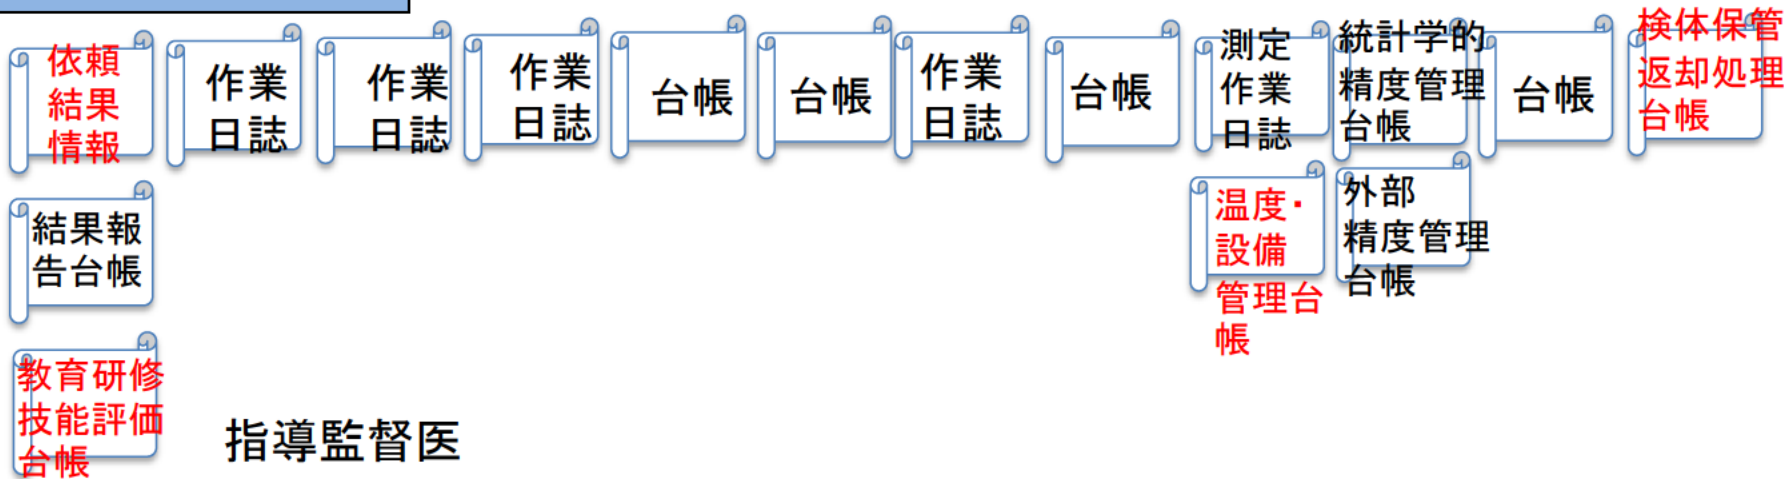 依頼
結果
情報
作業
日誌
作業
日誌
作業
日誌
台帳
台帳
作業
日誌
台帳
測定
作業
日誌
統計学的
精度管理
台帳
台帳
検体保管
返却処理
台帳
結果報
告台帳
温度・
設備
管理台
帳
外部
精度管理
台帳
教育研修
技能評価
台帳
指導監督医